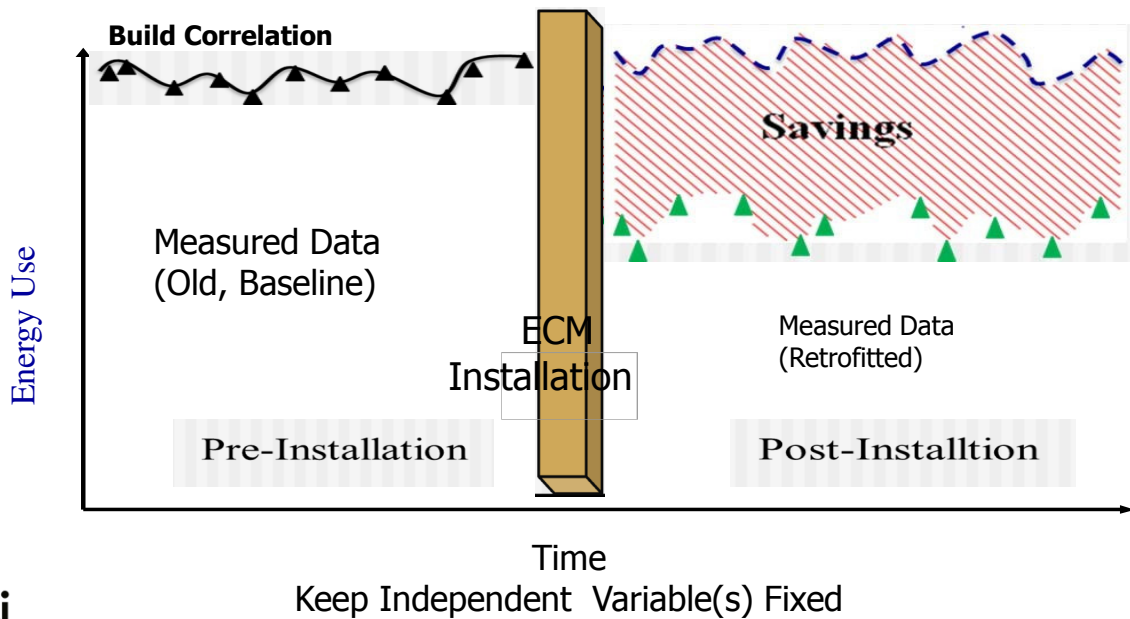 Build Correlation
Savings
Measured Data
(Old, Baseline)
Energy Use
ECM
Installation
Measured Data
(Retrofitted)
Pre-Installation
Post-Installtion
Time
Keep Independent Variable(s) Fixed
i